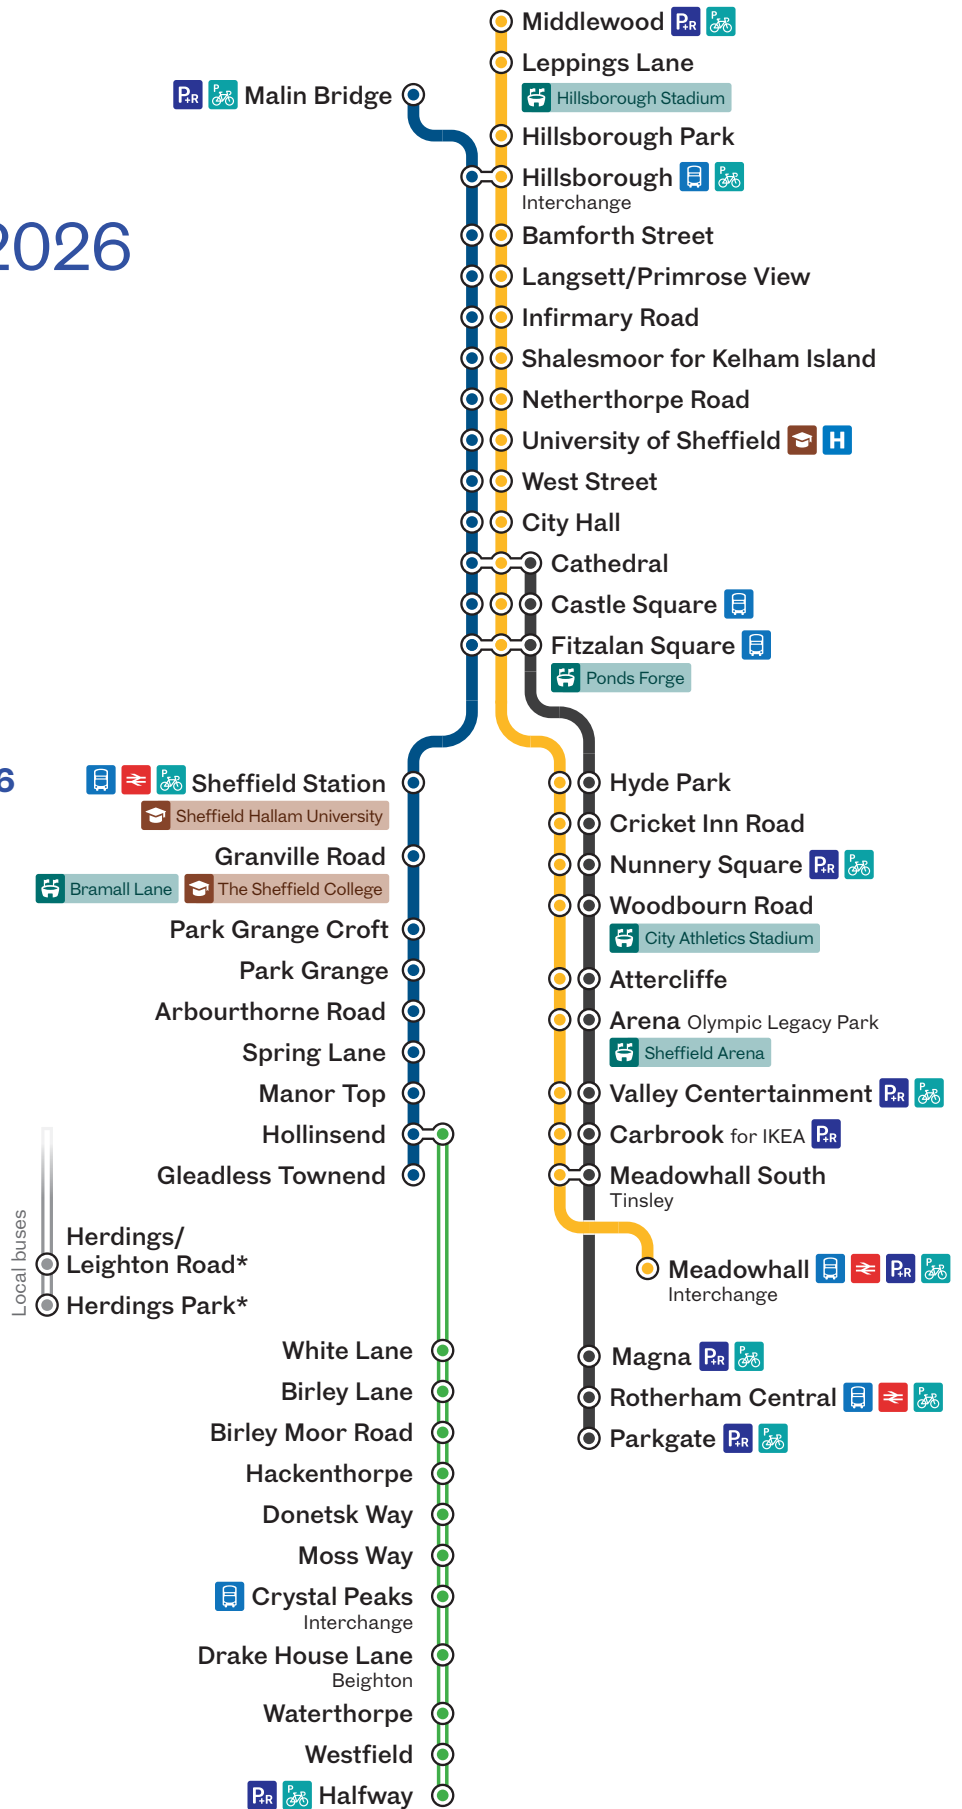 Middlewood P+R P
Leppings Lane
Hillsborough Stadium
P+R P Malin Bridge
Hillsborough Park
Hillsborough P
Interchange
2026
Bamforth Street
Langsett/Primrose View
Infirmary Road
Shalesmoor for Kelham Island
Netherthorpe Road
University of Sheffield H
West Street
City Hall
Cathedral
Castle Square
Fitzalan Square
Ponds Forge
6
P Sheffield Station
Sheffield Hallam University
Granville Road
Bramall Lane The Sheffield College
Park Grange Croft
Park Grange
Arbourthorne Road
Spring Lane
Manor Top
Hollinsend
Gleadless Townend
Hyde Park
Cricket Inn Road
Nunnery Square P+R P
Woodbourn Road
City Athletics Stadium
Attercliffe
Arena Olympic Legacy Park
Sheffield Arena
Valley Centertainment P+R P
Carbrook for IKEA P+R
Meadowhall South
Tinsley
Meadowhall P+R P
Interchange
Magna P+R P
Rotherham Central P
Parkgate P+R P
Local buses
Herdings/
Leighton Road*
Herdings Park*
White Lane
Birley Lane
Birley Moor Road
Hackenthorpe
Donetsk Way
Moss Way
Crystal Peaks
Interchange
Drake House Lane
Beighton
Waterthorpe
Westfield
P+R P Halfway